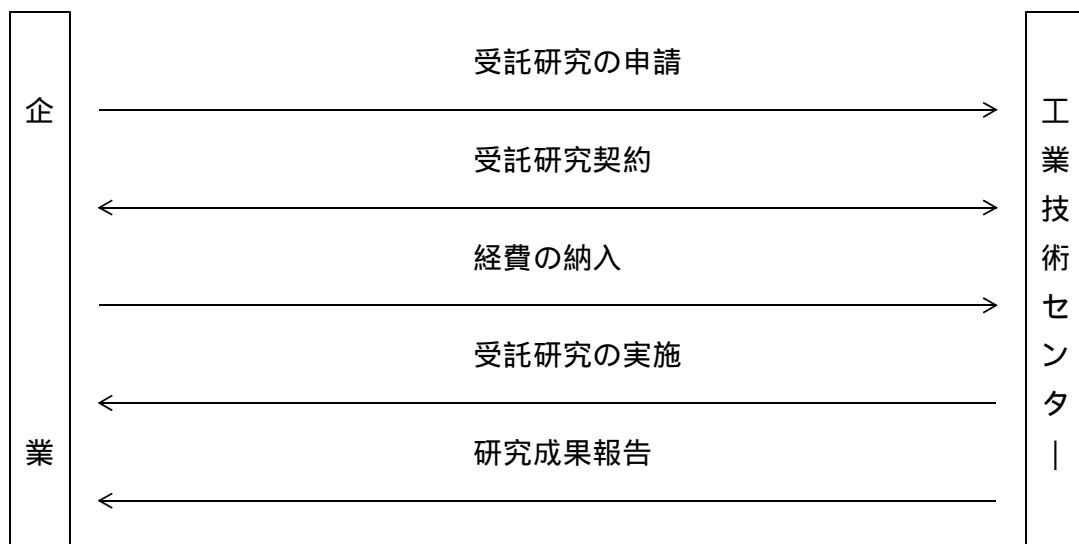 企業
受託研究の申請
受託研究契約
経費の納入
受託研究の実施
研究成果報告
工業技術センター